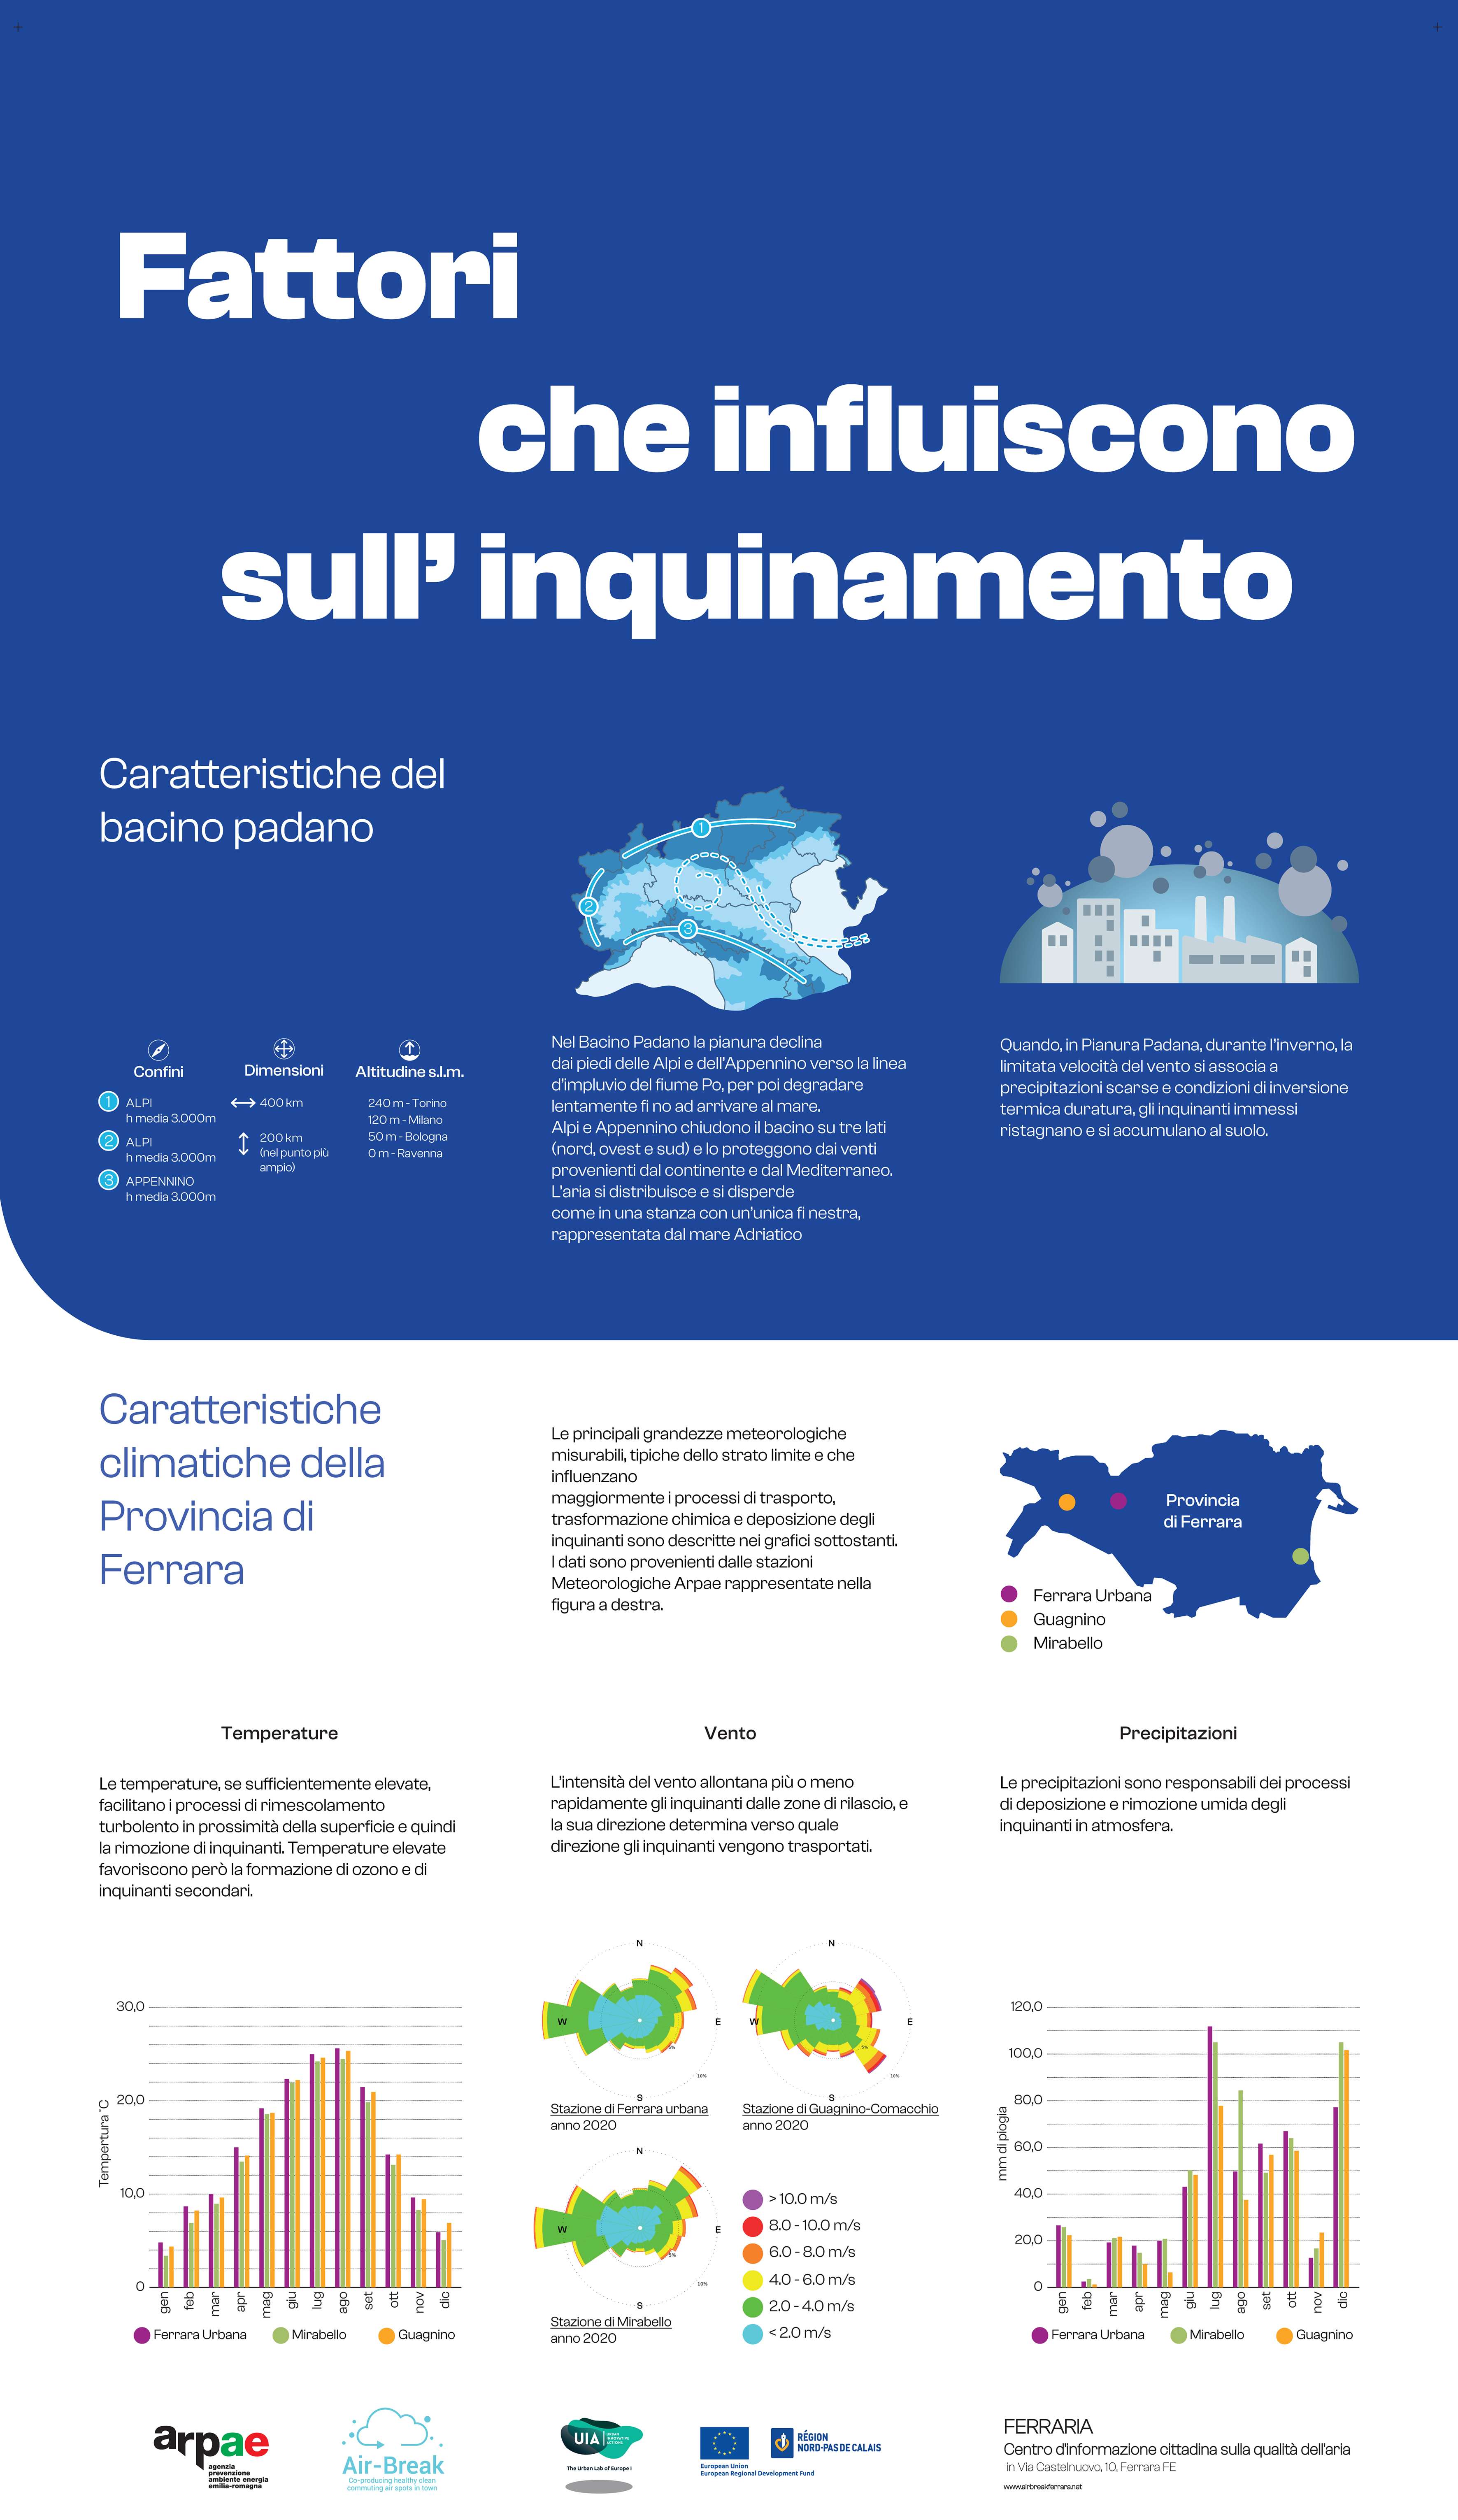 Fattori
che influiscono
sull' inquinamento
Caratteristiche del
bacino padano
1
2
3
Confini
1 ALPI
h media 3.000m
2 ALPI
h media 3.000m
3 APPENNINO
h media 3.000m
Dimensioni
400 km
200 km
(nel punto più
ampio)
Altitudine s.l.m.
240 m - Torino
120 m - Milano
50 m - Bologna
0 m - Ravenna
Nel Bacino Padano la pianura declina
dai piedi delle Alpi e dell'Appennino verso la linea
d'impluvio del fiume Po, per poi degradare
lentamente fi no ad arrivare al mare.
Alpi e Appennino chiudono il bacino su tre lati
(nord, ovest e sud) e lo proteggono dai venti
provenienti dal continente e dal Mediterraneo.
L'aria si distribuisce e si disperde
come in una stanza con un'unica fi nestra,
rappresentata dal mare Adriatico
Quando, in Pianura Padana, durante l'inverno, la
limitata velocità del vento si associa a
precipitazioni scarse e condizioni di inversione
termica duratura, gli inquinanti immessi
ristagnano e si accumulano al suolo.
Caratteristiche
climatiche della
Provincia di
Ferrara
Le principali grandezze meteorologiche
misurabili, tipiche dello strato limite e che
influenzano
maggiormente i processi di trasporto,
trasformazione chimica e deposizione degli
inquinanti sono descritte nei grafici sottostanti.
I dati sono provenienti dalle stazioni
Meteorologiche Arpae rappresentate nella
figura a destra.
Provincia
di Ferrara
Ferrara Urbana
Guagnino
Mirabello
Temperature
Le temperature, se sufficientemente elevate,
facilitano i processi di rimescolamento
turbolento in prossimità della superficie e quindi
la rimozione di inquinanti. Temperature elevate
favoriscono però la formazione di ozono e di
inquinanti secondari.
Tempertura °C
30,0
20,0
10,0
0
gen feb mar apr mag giu lug ago set ott nov dic
Ferrara Urbana Mirabello Guagnino
Vento
L'intensità del vento allontana più o meno
rapidamente gli inquinanti dalle zone di rilascio, e
la sua direzione determina verso quale
direzione gli inquinanti vengono trasportati.
N
W E
5%
10%
S
Stazione di Ferrara urbana
anno 2020
N
W E
5%
10%
S
Stazione di Guagnino-Comacchio
anno 2020
N
W E
5%
10%
S
Stazione di Mirabello
anno 2020
> 10.0 m/s
8.0 - 10.0 m/s
6.0 - 8.0 m/s
4.0 - 6.0 m/s
2.0 - 4.0 m/s
< 2.0 m/s
Precipitazioni
Le precipitazioni sono responsabili dei processi
di deposizione e rimozione umida degli
inquinanti in atmosfera.
mm di piogia
120,0
100,0
80,0
60,0
40,0
20,0
0
gen feb mar apr mag giu lug ago set ott nov dic
Ferrara Urbana Mirabello Guagnino
arpae
agenzia
prevenzione
ambiente energia
emilia-romagna
Air-Break
Co-producing healthy clean
commuting air spots in town
UIA
URBAN
INNOVATIVE
ACTIONS
The Urban Lab of Europe !
European Union
European Regional Development Fund
RÉGION
NORD-PAS DE CALAIS
FERRARIA
Centro d'informazione cittadina sulla qualità dell'aria
in Via Castelnuovo, 10, Ferrara FE
www.airbreakferrara.net